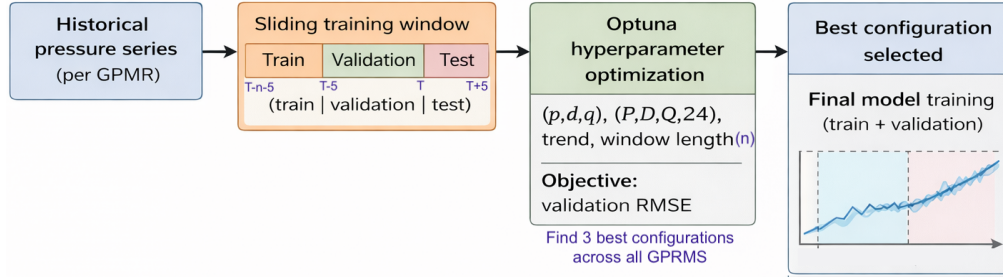 Historical
pressure series
(per GPMR)
Sliding training window
Train Validation Test
T-n-5 T-5 T T+5
(train | validation | test)
Optuna
hyperparameter
optimization
(p,d,q), (P,D,Q,24),
trend, window length(n)
Objective:
validation RMSE
Find 3 best configurations
across all GPRMS
Best configuration
selected
Final model training
(train + validation)